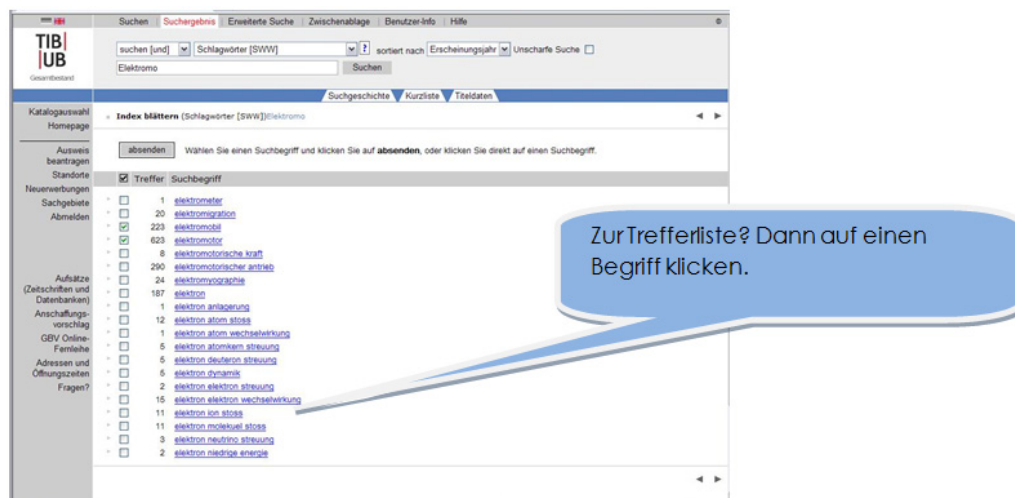 Suchen | Suchergebnis | Erweiterte Suche | Zwischenablage | Benutzer-Info | Hilfe
TIB
UB
Gesamtbestand
suchen [und] Schlagwörter [SWW] ? sortiert nach Erscheinungsjahr Unscharfe Suche
Elektromo Suchen
Suchgeschichte Kurzliste Titeldaten
Katalogauswahl
Homepage
Ausweis
beantragen
Standorte
Neuerwerbungen
Sachgebiete
Abmelden
Aufsätze
(Zeitschriften und
Datenbanken)
Anschaffungs-
vorschlag
GBV Online-
Fernleihe
Adressen und
Öffnungszeiten
Fragen?
Index blättern (Schlagwörter [SWW])Elektromo
absenden Wählen Sie einen Suchbegriff und klicken Sie auf absenden, oder klicken Sie direkt auf einen Suchbegriff.
Treffer Suchbegriff
1 elektrometer
20 elektromigration
223 elektromobil
623 elektromotor
8 elektromotorische kraft
290 elektromotorischer antrieb
24 elektromyographie
187 elektron
1 elektron anlagerung
12 elektron atom stoss
1 elektron atom wechselwirkung
5 elektron atomkern streuung
5 elektron deuteron streuung
5 elektron dynamik
2 elektron elektron streuung
15 elektron elektron wechselwirkung
11 elektron ion stoss
11 elektron molekuel stoss
3 elektron neutrino streuung
2 elektron niedrige energie
Zur Trefferliste? Dann auf einen
Begriff klicken.